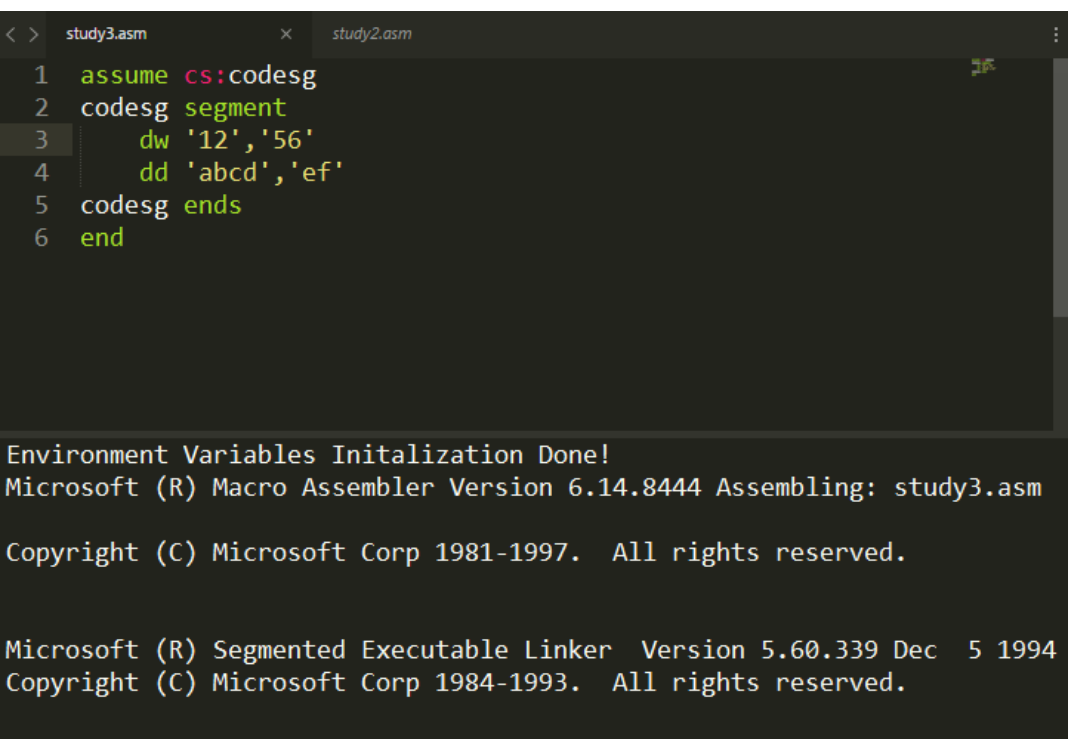 study3.asm × study2.asm
1 assume cs:codesg
2 codesg segment
3 dw '12','56'
4 dd 'abcd','ef'
5 codesg ends
6 end
Environment Variables Initalization Done!
Microsoft (R) Macro Assembler Version 6.14.8444 Assembling: study3.asm
Copyright (C) Microsoft Corp 1981-1997.  All rights reserved.
Microsoft (R) Segmented Executable Linker  Version 5.60.339 Dec  5 1994
Copyright (C) Microsoft Corp 1984-1993.  All rights reserved.